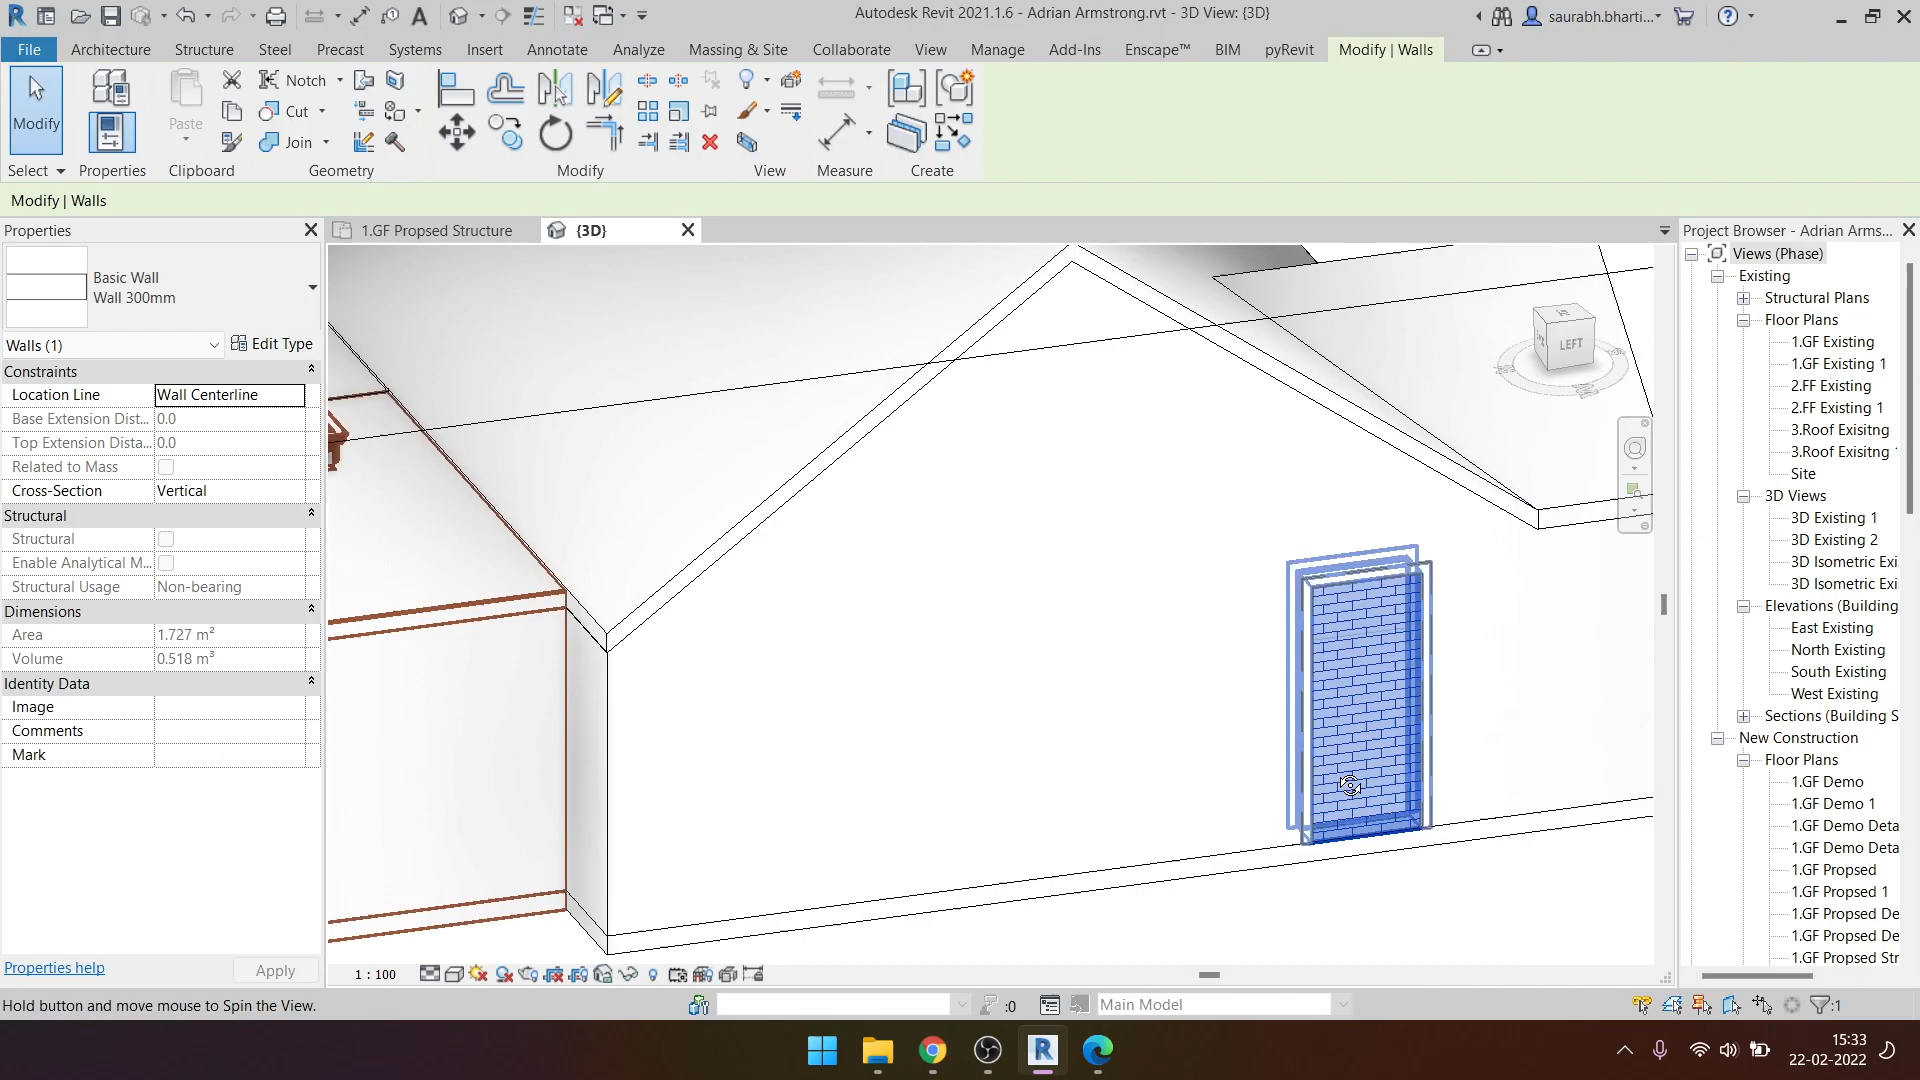 Autodesk Revit 2021.1.6 - Adrian Armstrong.rvt - 3D View: {3D}
saurabh.bharti...
File
Architecture
Structure
Steel
Precast
Systems
Insert
Annotate
Analyze
Massing & Site
Collaborate
View
Manage
Add-Ins
Enscape™
BIM
pyRevit
Modify | Walls
Modify
Paste
Notch
Cut
Join
Select
Properties
Clipboard
Geometry
Modify
View
Measure
Create
Modify | Walls
Properties
Basic Wall
Wall 300mm
Walls (1)
Edit Type
Constraints
Location Line Wall Centerline
Base Extension Dist... 0.0
Top Extension Dista... 0.0
Related to Mass
Cross-Section Vertical
Structural
Structural
Enable Analytical M...
Structural Usage Non-bearing
Dimensions
Area 1.727 m²
Volume 0.518 m³
Identity Data
Image
Comments
Mark
Properties help
Apply
1.GF Propsed Structure
{3D}
LEFT
1 : 100
Project Browser - Adrian Arms...
Views (Phase)
Existing
Structural Plans
Floor Plans
1.GF Existing
1.GF Existing 1
2.FF Existing
2.FF Existing 1
3.Roof Exisitng
3.Roof Exisitng
Site
3D Views
3D Existing 1
3D Existing 2
3D Isometric Exi
3D Isometric Exi
Elevations (Building
East Existing
North Existing
South Existing
West Existing
Sections (Building S
New Construction
Floor Plans
1.GF Demo
1.GF Demo 1
1.GF Demo Deta
1.GF Demo Deta
1.GF Propsed
1.GF Propsed 1
1.GF Propsed De
1.GF Propsed De
1.GF Propsed Str
Hold button and move mouse to Spin the View.
:0
Main Model
:1
15:33
22-02-2022